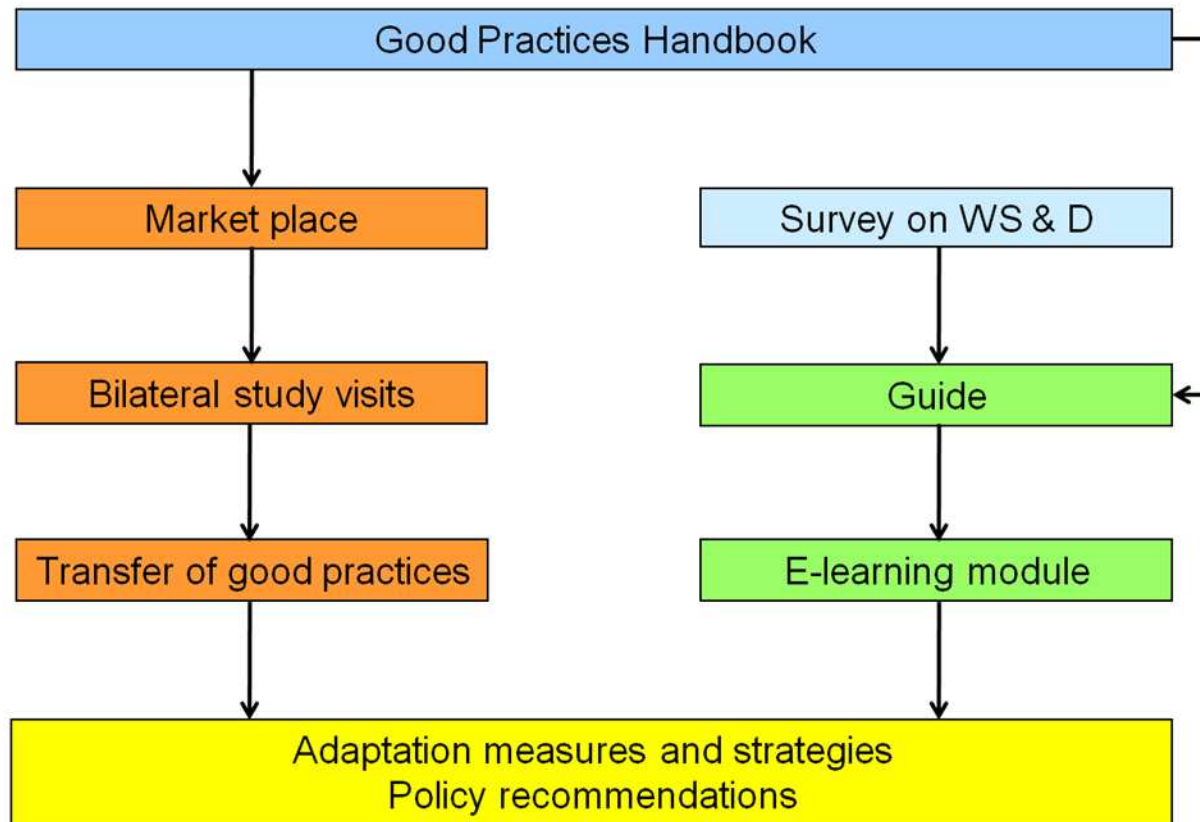 Good Practices Handbook
Market place
Survey on WS & D
Bilateral study visits
Guide
Transfer of good practices
E-learning module
Adaptation measures and strategies
Policy recommendations